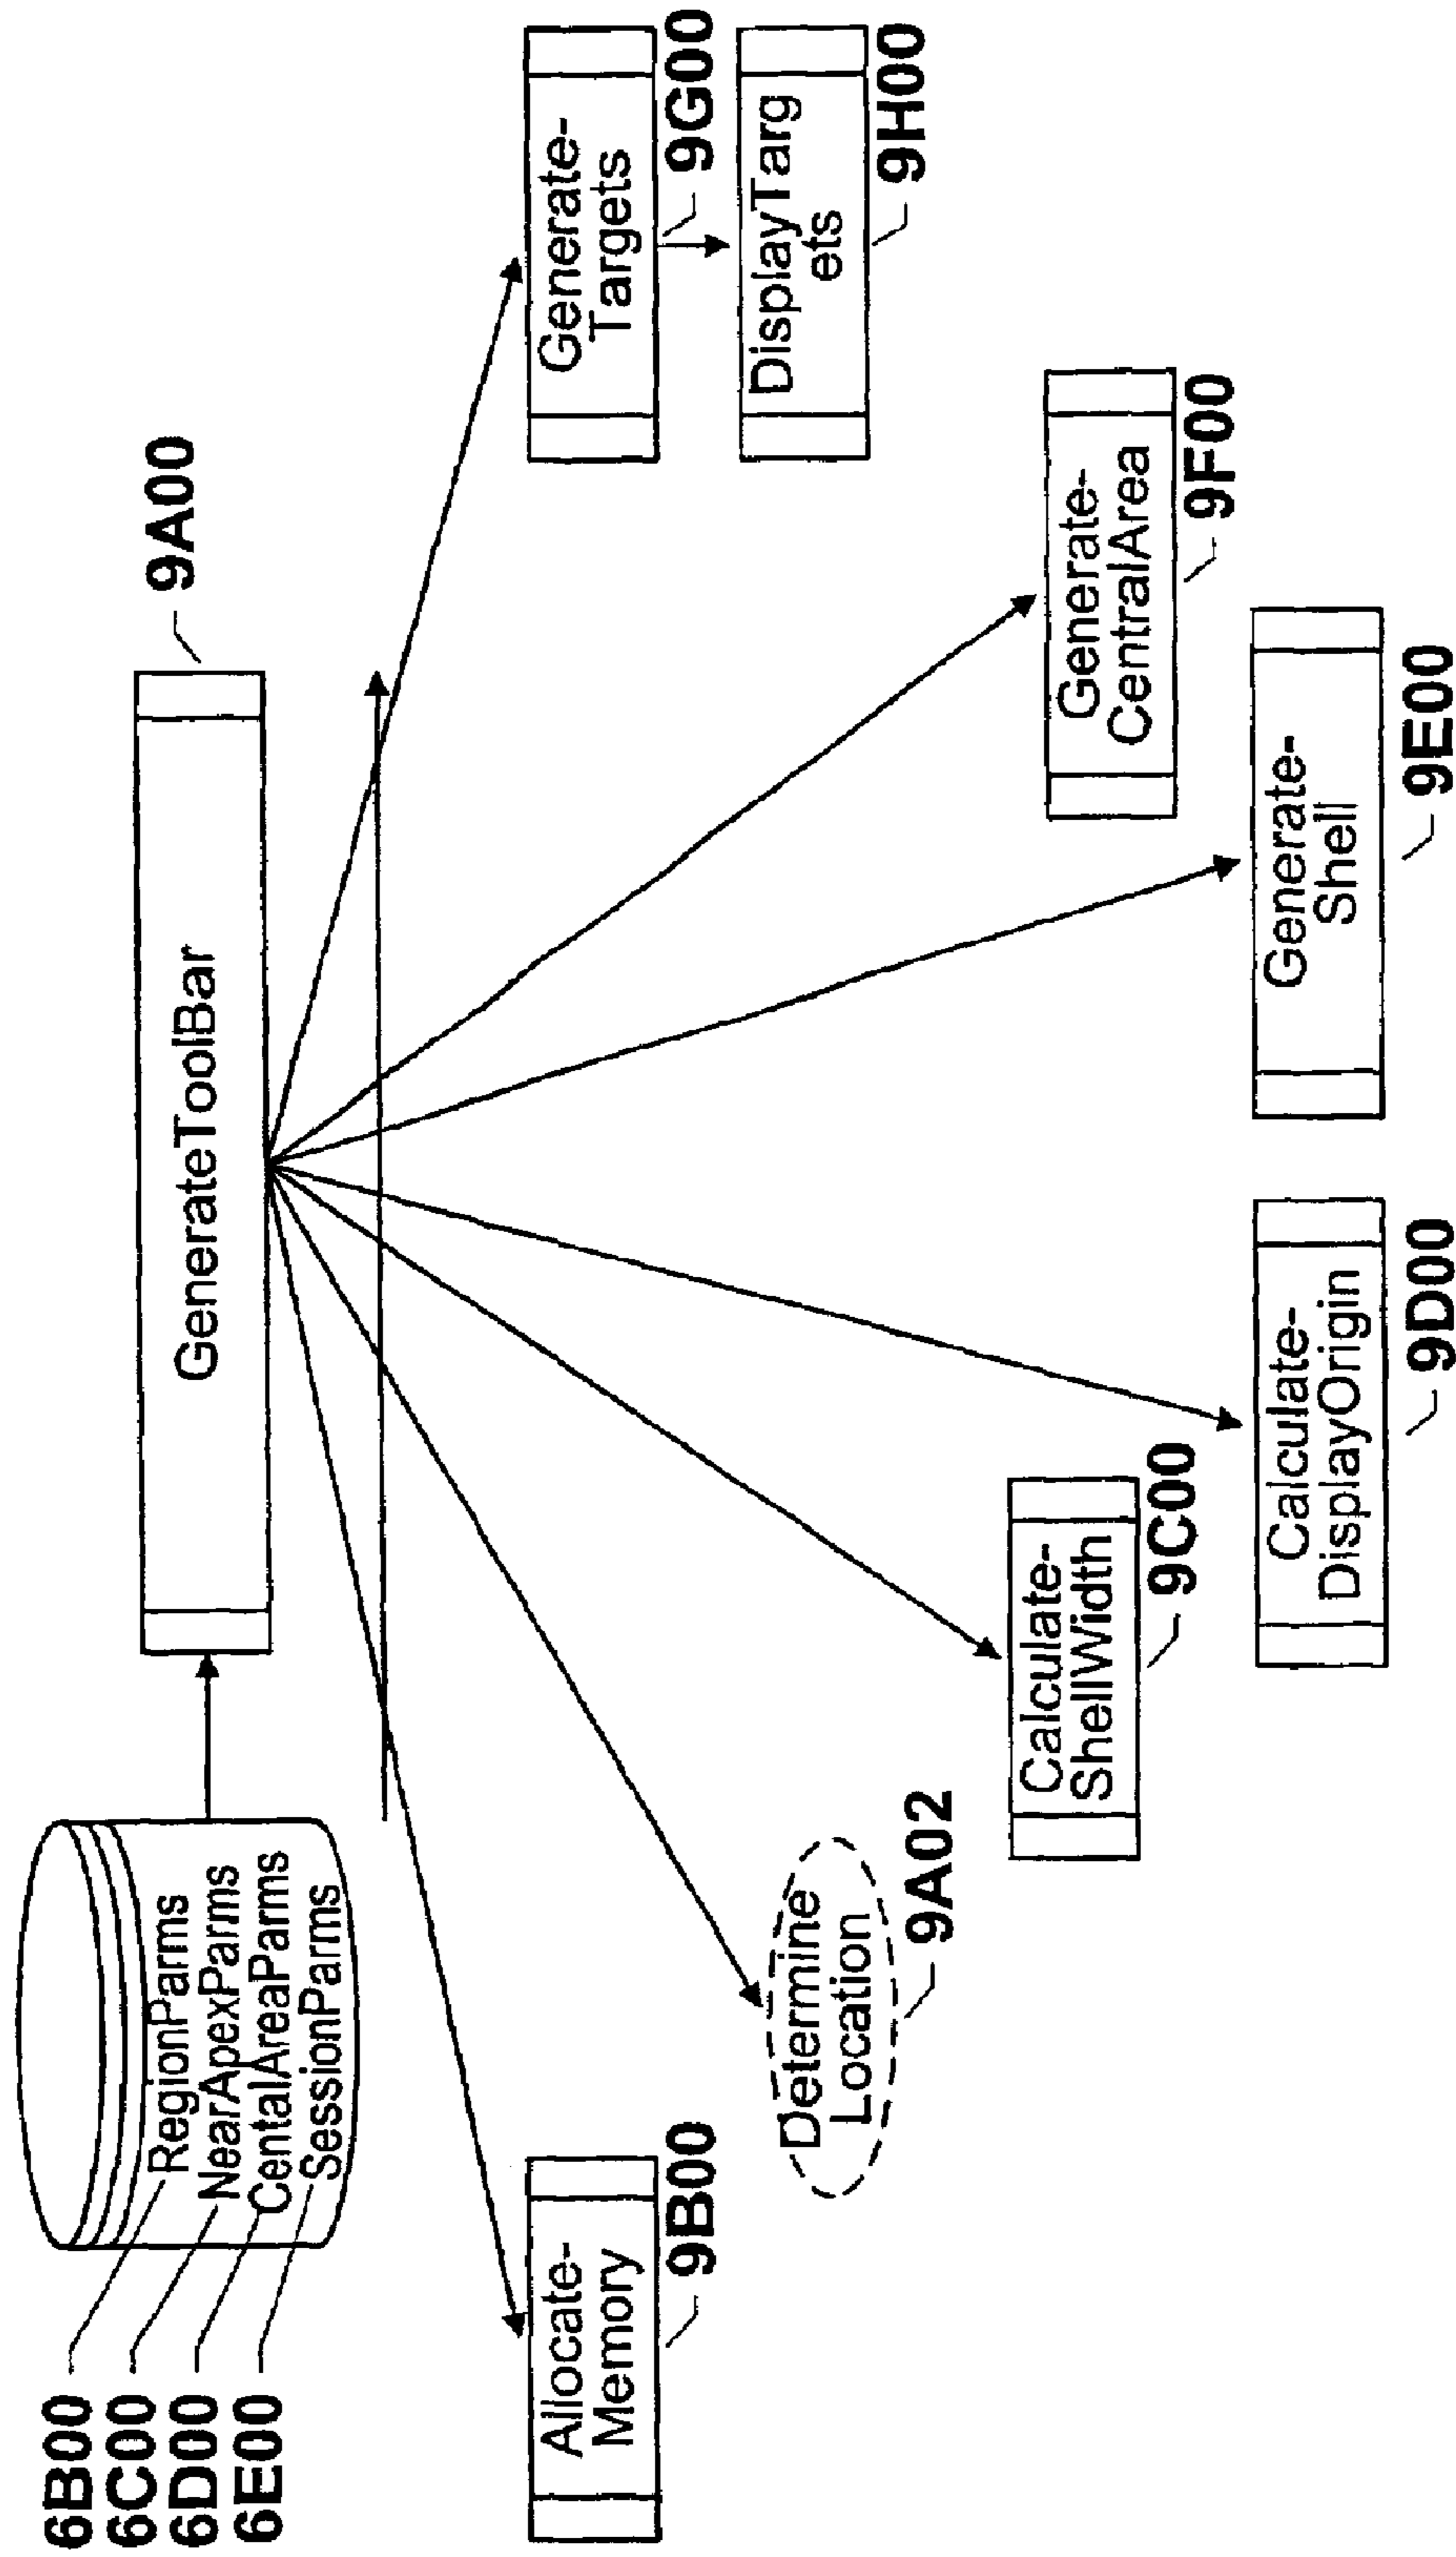 6B00
6C00
6D00
6E00
RegionParms
NearApexParms
CentalAreaParms
SessionParms
GenerateToolBar
9A00
Allocate-
Memory
9B00
Determine
Location
9A02
Calculate-
ShellWidth
9C00
Calculate-
DisplayOrigin
9D00
Generate-
Shell
9E00
Generate-
CentralArea
9F00
Generate-
Targets
9G00
DisplayTarg
ets
9H00